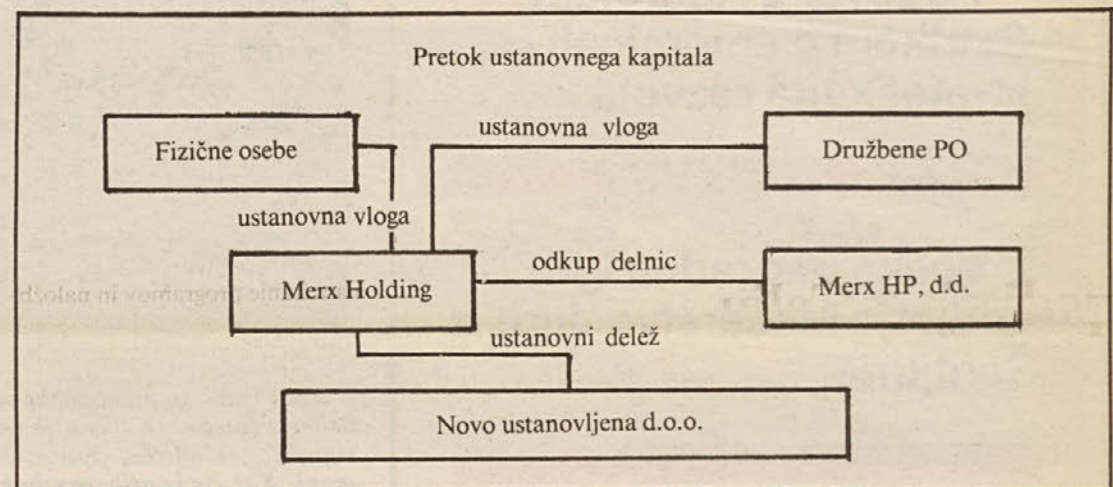 Pretok ustanovnega kapitala
ustanovna vloga
Fizične osebe
Družbene PO
ustanovna vloga
odkup delnic
Merx Holding
Merx HP, d.d.
ustanovni delež
Novo ustanovljena d.o.o.